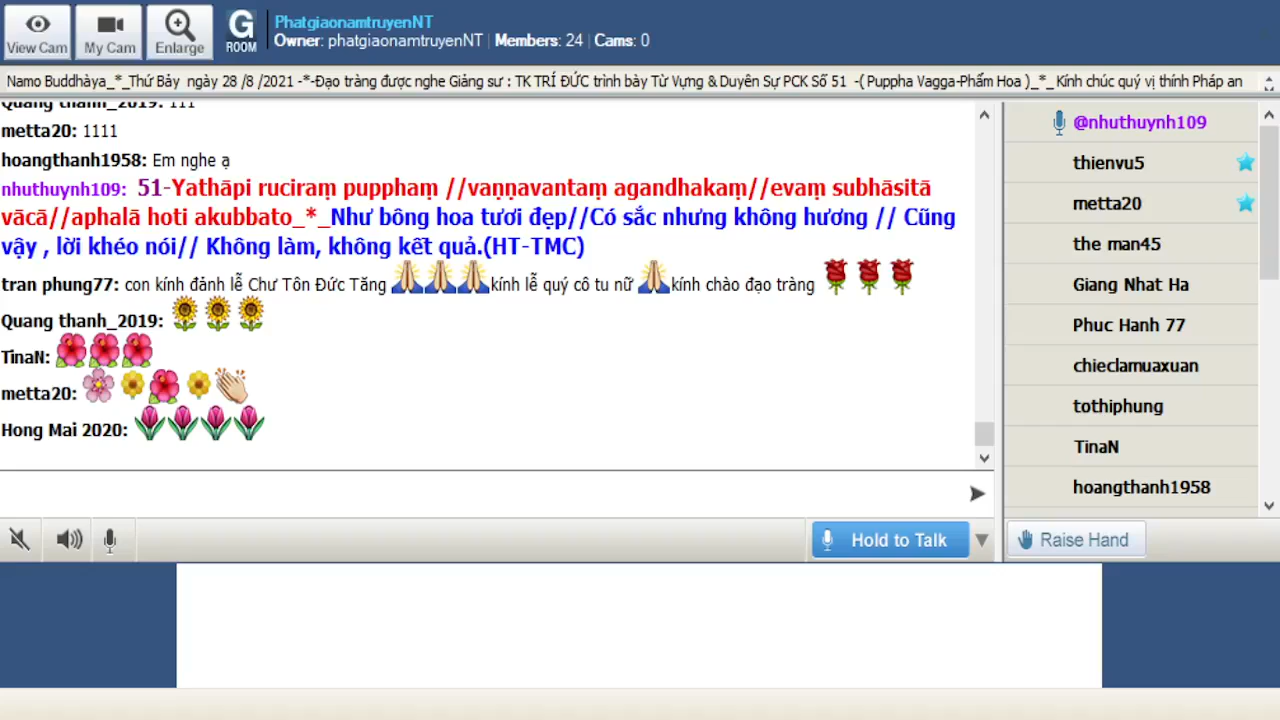 View Cam
My Cam
Enlarge
G
ROOM
PhatgiaonamtruyenNT
Owner: phatgiaonamtruyenNT | Members: 24 | Cams: 0
Namo Buddhàya_*_Thứ Bảy ngày 28 /8 /2021 -*-Đạo tràng được nghe Giảng sư : TK TRÍ ĐỨC trình bày Từ Vựng & Duyên Sự PCK Số 51 -( Puppha Vagga-Phẩm Hoa )_*_ Kính chúc quý vị thính Pháp an
Quang thanh_2019: 111
metta20: 1111
hoangthanh1958: Em nghe ạ
nhuthuynh109: 51-Yathāpi ruciraṃ pupphaṃ //vaṇṇavantaṃ agandhakaṃ//evaṃ subhāsitā
vācā//aphalā hoti akubbato_*_Như bông hoa tươi đẹp//Có sắc nhưng không hương // Cũng
vậy , lời khéo nói// Không làm, không kết quả.(HT-TMC)
tran phung77: con kính đảnh lễ Chư Tôn Đức Tăng kính lễ quý cô tu nữ kính chào đạo tràng
Quang thanh_2019:
TinaN:
metta20:
Hong Mai 2020:
@nhuthuynh109
thienvu5
metta20
the man45
Giang Nhat Ha
Phuc Hanh 77
chieclamuaxuan
tothiphung
TinaN
hoangthanh1958
Hold to Talk
Raise Hand